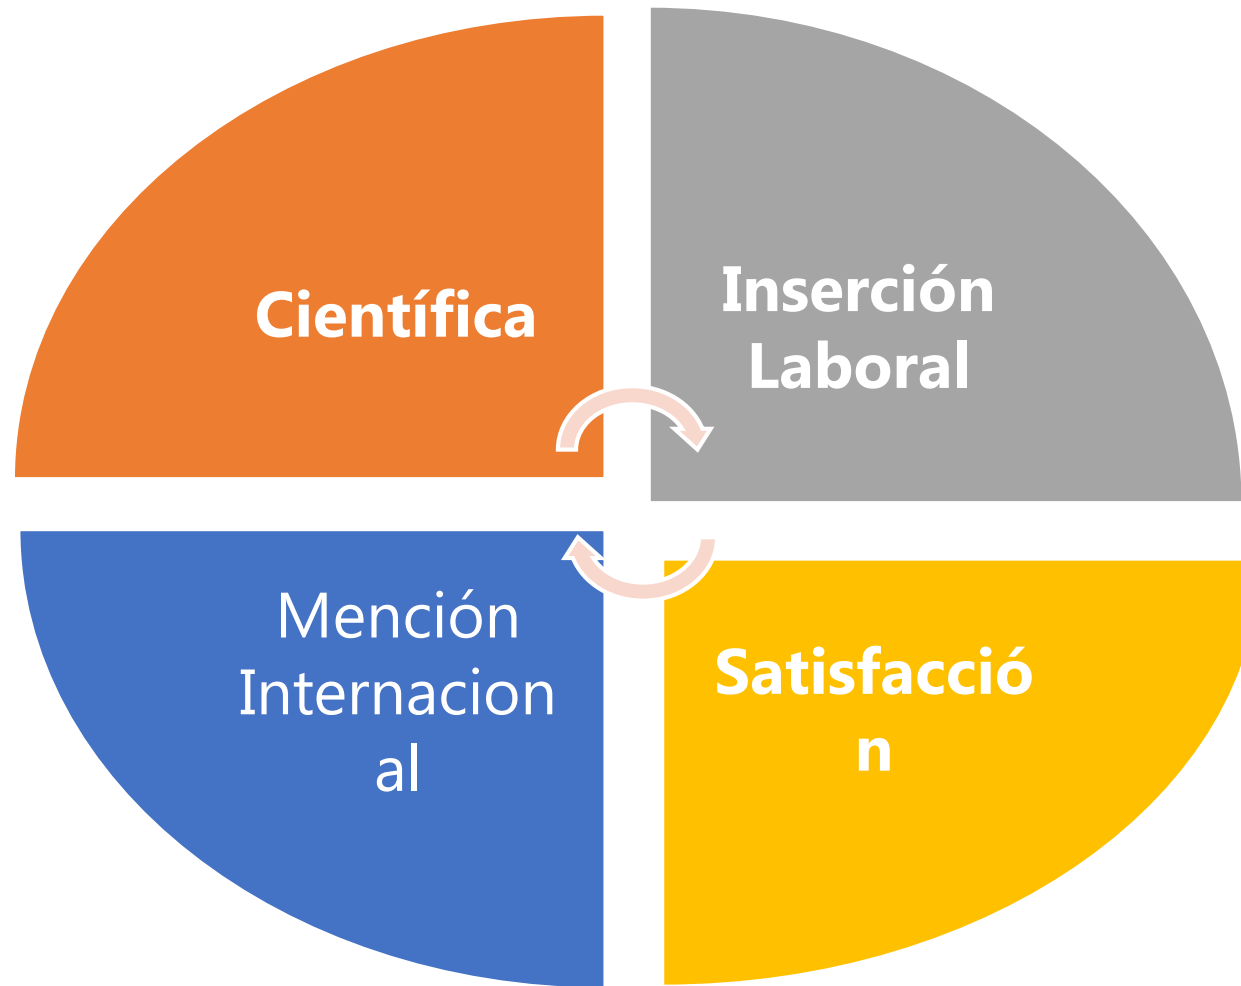 Científica
Inserción
Laboral
Mención
Internacion
al
Satisfacció
n